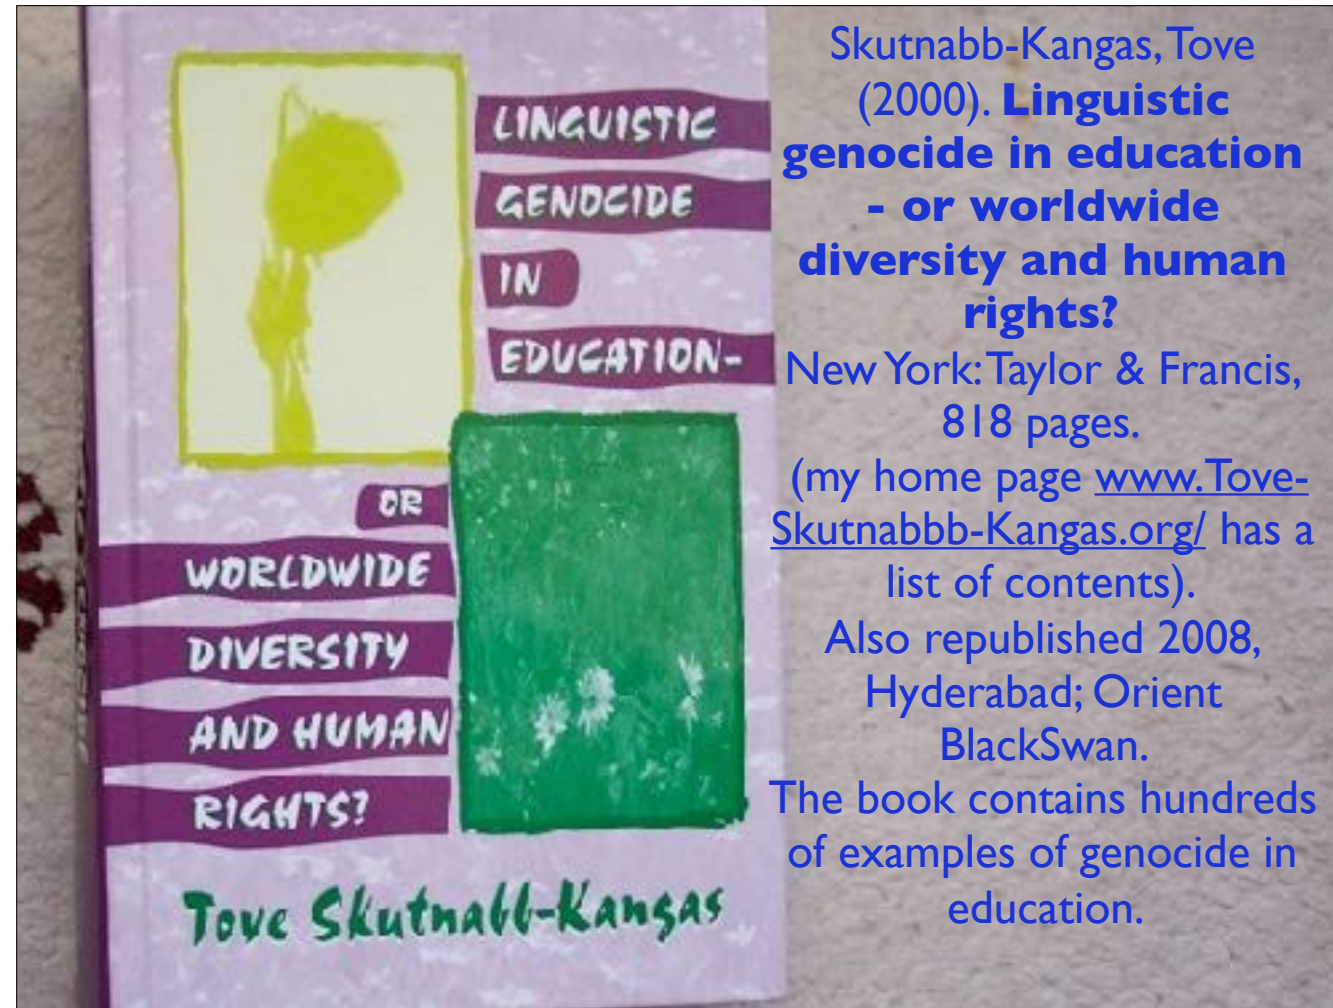 LINGUISTIC
GENOCIDE
IN
EDUCATION-
OR
WORLDWIDE
DIVERSITY
AND HUMAN
RIGHTS?
Tove Skutnabb-Kangas
Skutnabb-Kangas, Tove
(2000). Linguistic
genocide in education
- or worldwide
diversity and human
rights?
New York: Taylor & Francis,
818 pages.
(my home page www.Tove-
Skutnabbb-Kangas.org/ has a
list of contents).
Also republished 2008,
Hyderabad; Orient
BlackSwan.
The book contains hundreds
of examples of genocide in
education.